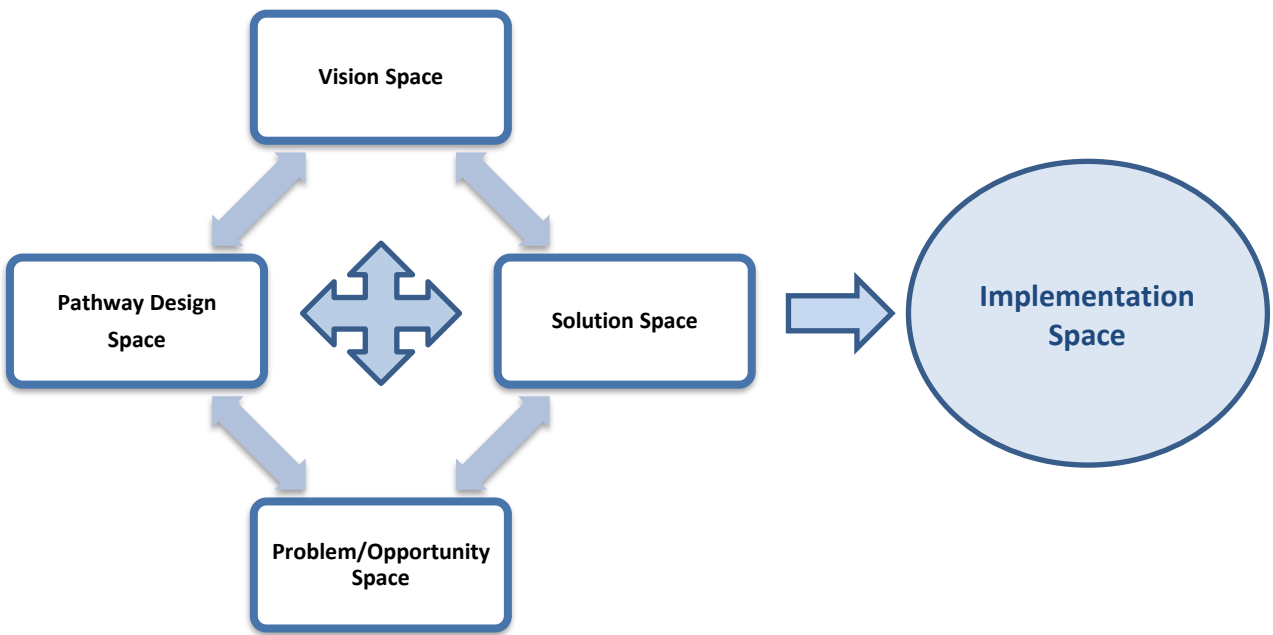 Vision Space
Pathway Design
Space
Solution Space
Implementation
Space
Problem/Opportunity
Space